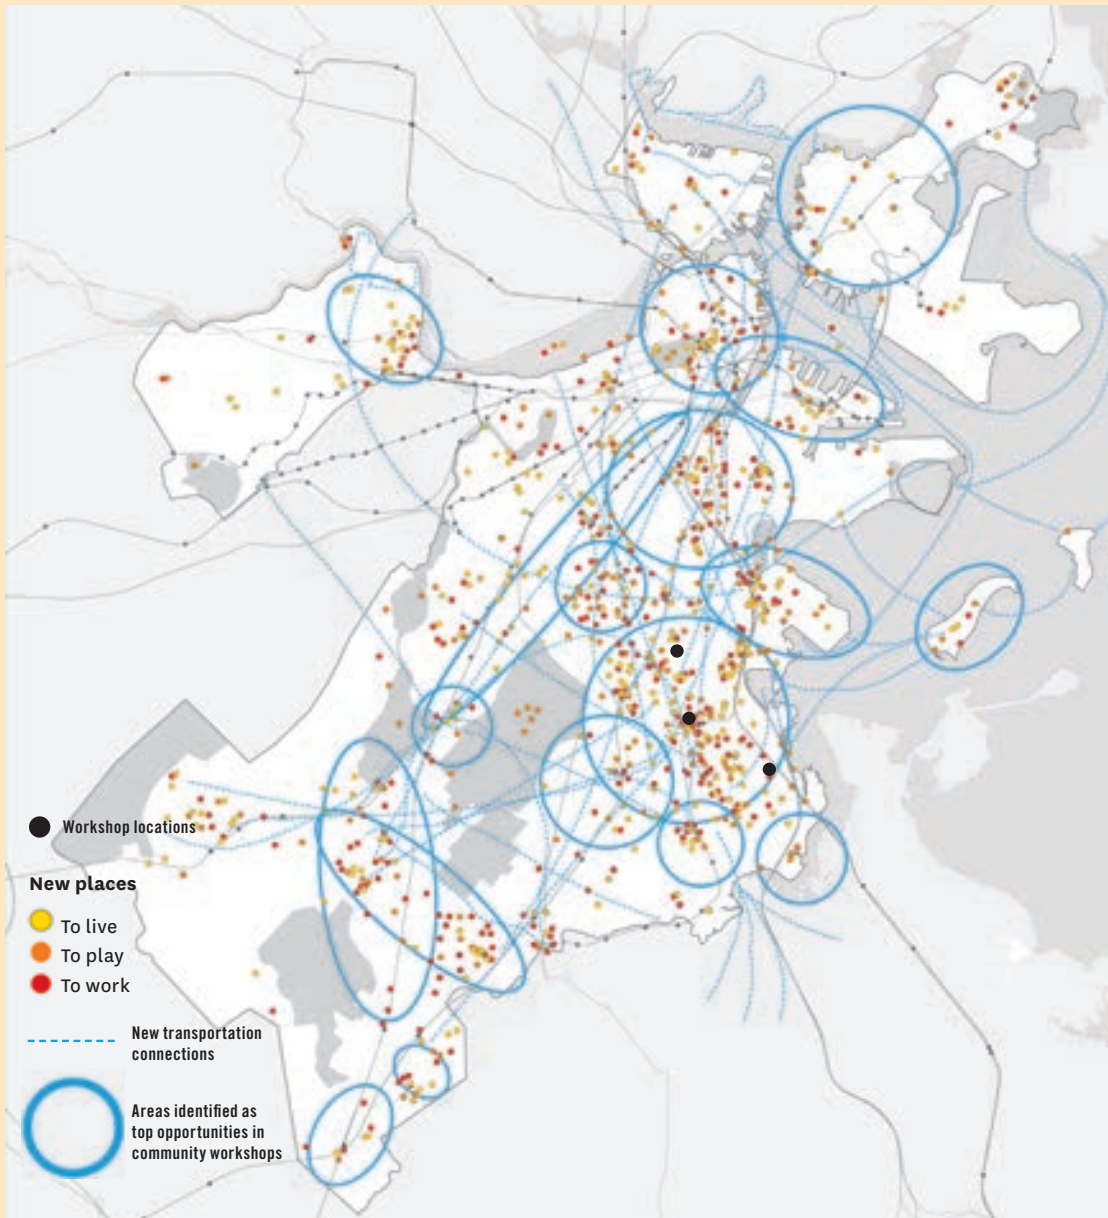 Workshop locations
New places
To live
To play
To work
New transportation
connections
Areas identified as
top opportunities in
community workshops